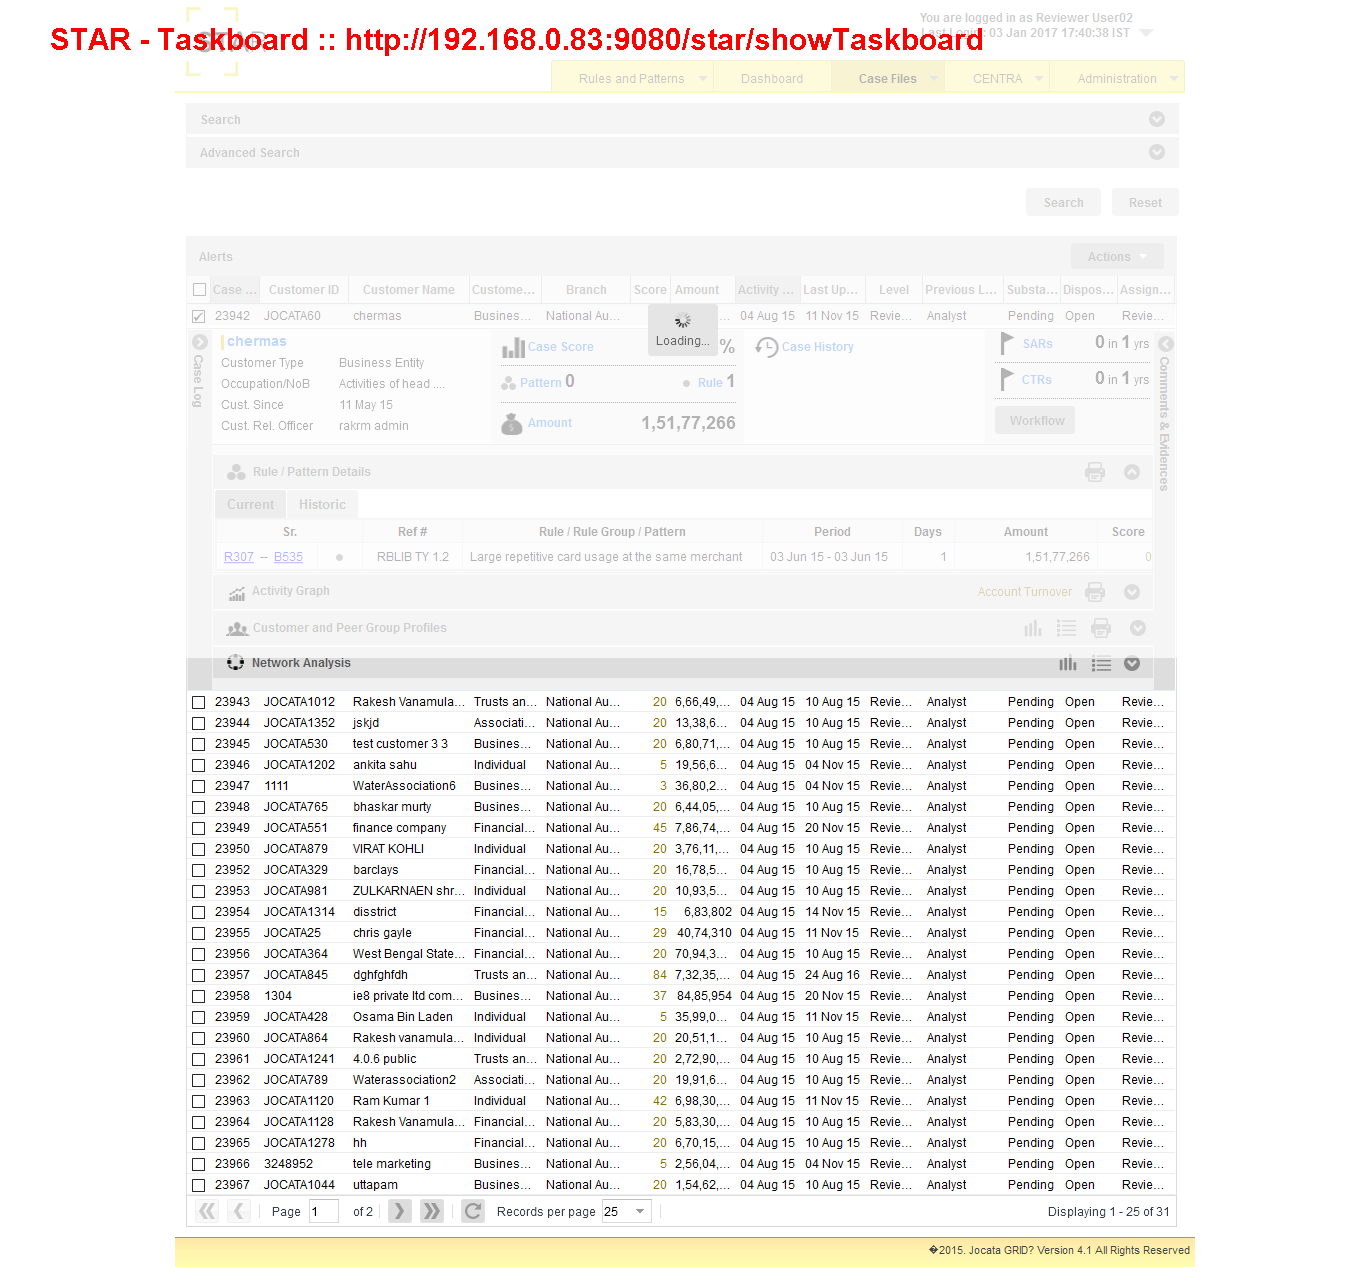 You are logged in as Reviewer User02
STAR - Taskboard :: http://192.168.0.83:9080/star/showTaskboard
Last Login : 03 Jan 2017 17:40:38 IST
Rules and Patterns Dashboard Case Files CENTRA Administration
Search
Advanced Search
Search Reset
Alerts Actions
Case ... Customer ID Customer Name Custome... Branch Score Amount Activity ... Last Up... Level Previous L... Substa... Dispos... Assign...
23942 JOCATA60 chermas Busines... National Au... ... 04 Aug 15 11 Nov 15 Revie... Analyst Pending Open Revie...
Loading...
chermas
Customer Type Business Entity
Occupation/NoB Activities of head ....
Cust. Since 11 May 15
Cust. Rel. Officer rakrm admin
Case Log
Case Score %
Pattern 0 Rule 1
Amount 1,51,77,266
Case History
SARs 0 in 1 yrs
CTRs 0 in 1 yrs
Workflow
Comments & Evidences
Rule / Pattern Details
Current Historic
Sr. Ref # Rule / Rule Group / Pattern Period Days Amount Score
R307 – B535 RBLIB TY 1.2 Large repetitive card usage at the same merchant 03 Jun 15 - 03 Jun 15 1 1,51,77,266 0
Activity Graph Account Turnover
Customer and Peer Group Profiles
Network Analysis
23943 JOCATA1012 Rakesh Vanamula... Trusts an... National Au... 20 6,66,49,... 04 Aug 15 10 Aug 15 Revie... Analyst Pending Open Revie...
23944 JOCATA1352 jskjd Associati... National Au... 20 13,38,6... 04 Aug 15 10 Aug 15 Revie... Analyst Pending Open Revie...
23945 JOCATA530 test customer 3 3 Busines... National Au... 20 6,80,71,... 04 Aug 15 10 Aug 15 Revie... Analyst Pending Open Revie...
23946 JOCATA1202 ankita sahu Individual National Au... 5 19,56,6... 04 Aug 15 04 Nov 15 Revie... Analyst Pending Open Revie...
23947 1111 WaterAssociation6 Busines... National Au... 3 36,80,2... 04 Aug 15 04 Nov 15 Revie... Analyst Pending Open Revie...
23948 JOCATA765 bhaskar murty Busines... National Au... 20 6,44,05,... 04 Aug 15 10 Aug 15 Revie... Analyst Pending Open Revie...
23949 JOCATA551 finance company Financial... National Au... 45 7,86,74,... 04 Aug 15 20 Nov 15 Revie... Analyst Pending Open Revie...
23950 JOCATA879 VIRAT KOHLI Individual National Au... 20 3,76,11,... 04 Aug 15 10 Aug 15 Revie... Analyst Pending Open Revie...
23952 JOCATA329 barclays Financial... National Au... 20 16,78,5... 04 Aug 15 10 Aug 15 Revie... Analyst Pending Open Revie...
23953 JOCATA981 ZULKARNAEN shr... Individual National Au... 20 10,93,5... 04 Aug 15 10 Aug 15 Revie... Analyst Pending Open Revie...
23954 JOCATA1314 disstrict Financial... National Au... 15 6,83,802 04 Aug 15 14 Nov 15 Revie... Analyst Pending Open Revie...
23955 JOCATA25 chris gayle Financial... National Au... 29 40,74,310 04 Aug 15 11 Nov 15 Revie... Analyst Pending Open Revie...
23956 JOCATA364 West Bengal State... Financial... National Au... 20 70,94,3... 04 Aug 15 10 Aug 15 Revie... Analyst Pending Open Revie...
23957 JOCATA845 dghfghfdh Trusts an... National Au... 84 7,32,35,... 04 Aug 15 24 Aug 16 Revie... Analyst Pending Open Revie...
23958 1304 ie8 private ltd com... Busines... National Au... 37 84,85,954 04 Aug 15 20 Nov 15 Revie... Analyst Pending Open Revie...
23959 JOCATA428 Osama Bin Laden Individual National Au... 5 35,99,0... 04 Aug 15 11 Nov 15 Revie... Analyst Pending Open Revie...
23960 JOCATA864 Rakesh vanamula... Individual National Au... 20 20,51,1... 04 Aug 15 10 Aug 15 Revie... Analyst Pending Open Revie...
23961 JOCATA1241 4.0.6 public Trusts an... National Au... 20 2,72,90,... 04 Aug 15 10 Aug 15 Revie... Analyst Pending Open Revie...
23962 JOCATA789 Waterassociation2 Associati... National Au... 20 19,91,6... 04 Aug 15 10 Aug 15 Revie... Analyst Pending Open Revie...
23963 JOCATA1120 Ram Kumar 1 Individual National Au... 42 6,98,30,... 04 Aug 15 11 Nov 15 Revie... Analyst Pending Open Revie...
23964 JOCATA1128 Rakesh Vanamula... Financial... National Au... 20 5,83,30,... 04 Aug 15 10 Aug 15 Revie... Analyst Pending Open Revie...
23965 JOCATA1278 hh Financial... National Au... 20 6,70,15,... 04 Aug 15 10 Aug 15 Revie... Analyst Pending Open Revie...
23966 3248952 tele marketing Busines... National Au... 5 2,56,04,... 04 Aug 15 04 Nov 15 Revie... Analyst Pending Open Revie...
23967 JOCATA1044 uttapam Busines... National Au... 20 1,54,62,... 04 Aug 15 10 Aug 15 Revie... Analyst Pending Open Revie...
Page 1 of 2 Records per page 25 Displaying 1 - 25 of 31
�2015. Jocata GRID? Version 4.1 All Rights Reserved